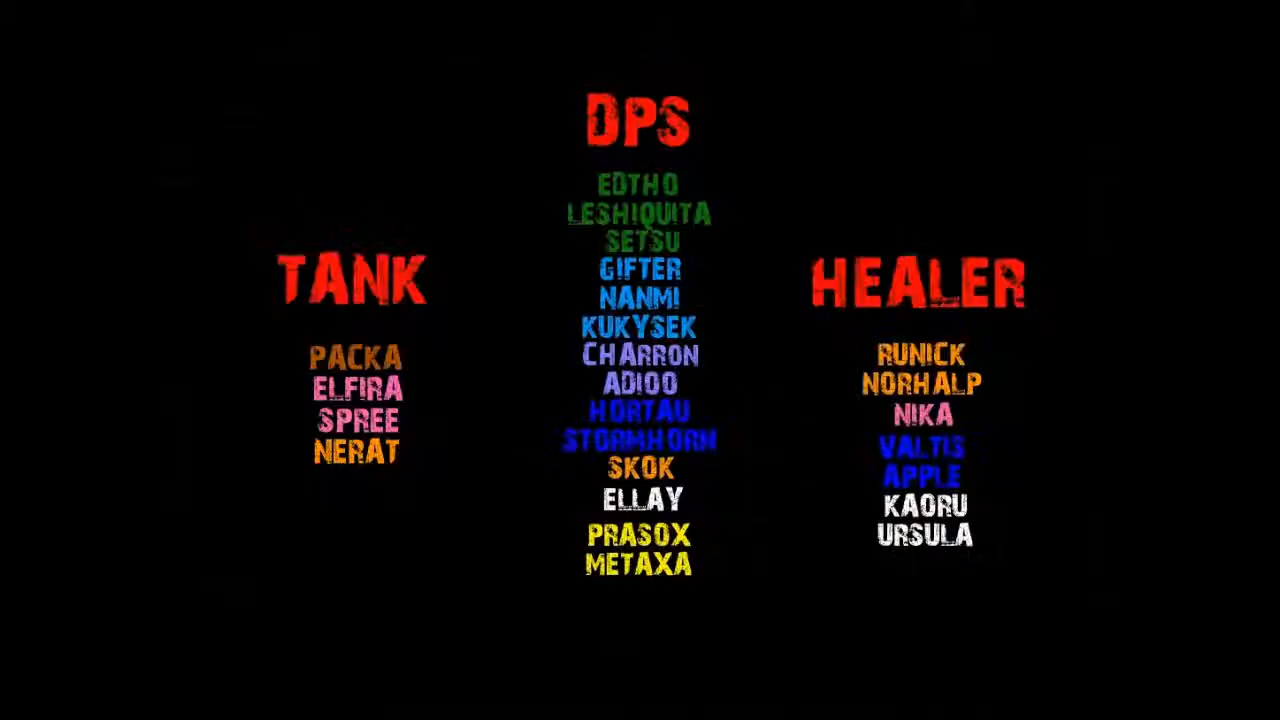 TANK
PACKA
ELFIRA
SPREE
NERAT
DPS
EDTHO
LESHIQUITA
SETSU
GIFTER
NANMI
KUKYSEK
CHARRON
ADIOO
HORTAU
STORMHORN
SKOK
ELLAY
PRASOX
METAXA
HEALER
RUNICK
NORHALP
NIKA
VALTIS
APPLE
KAORU
URSULA